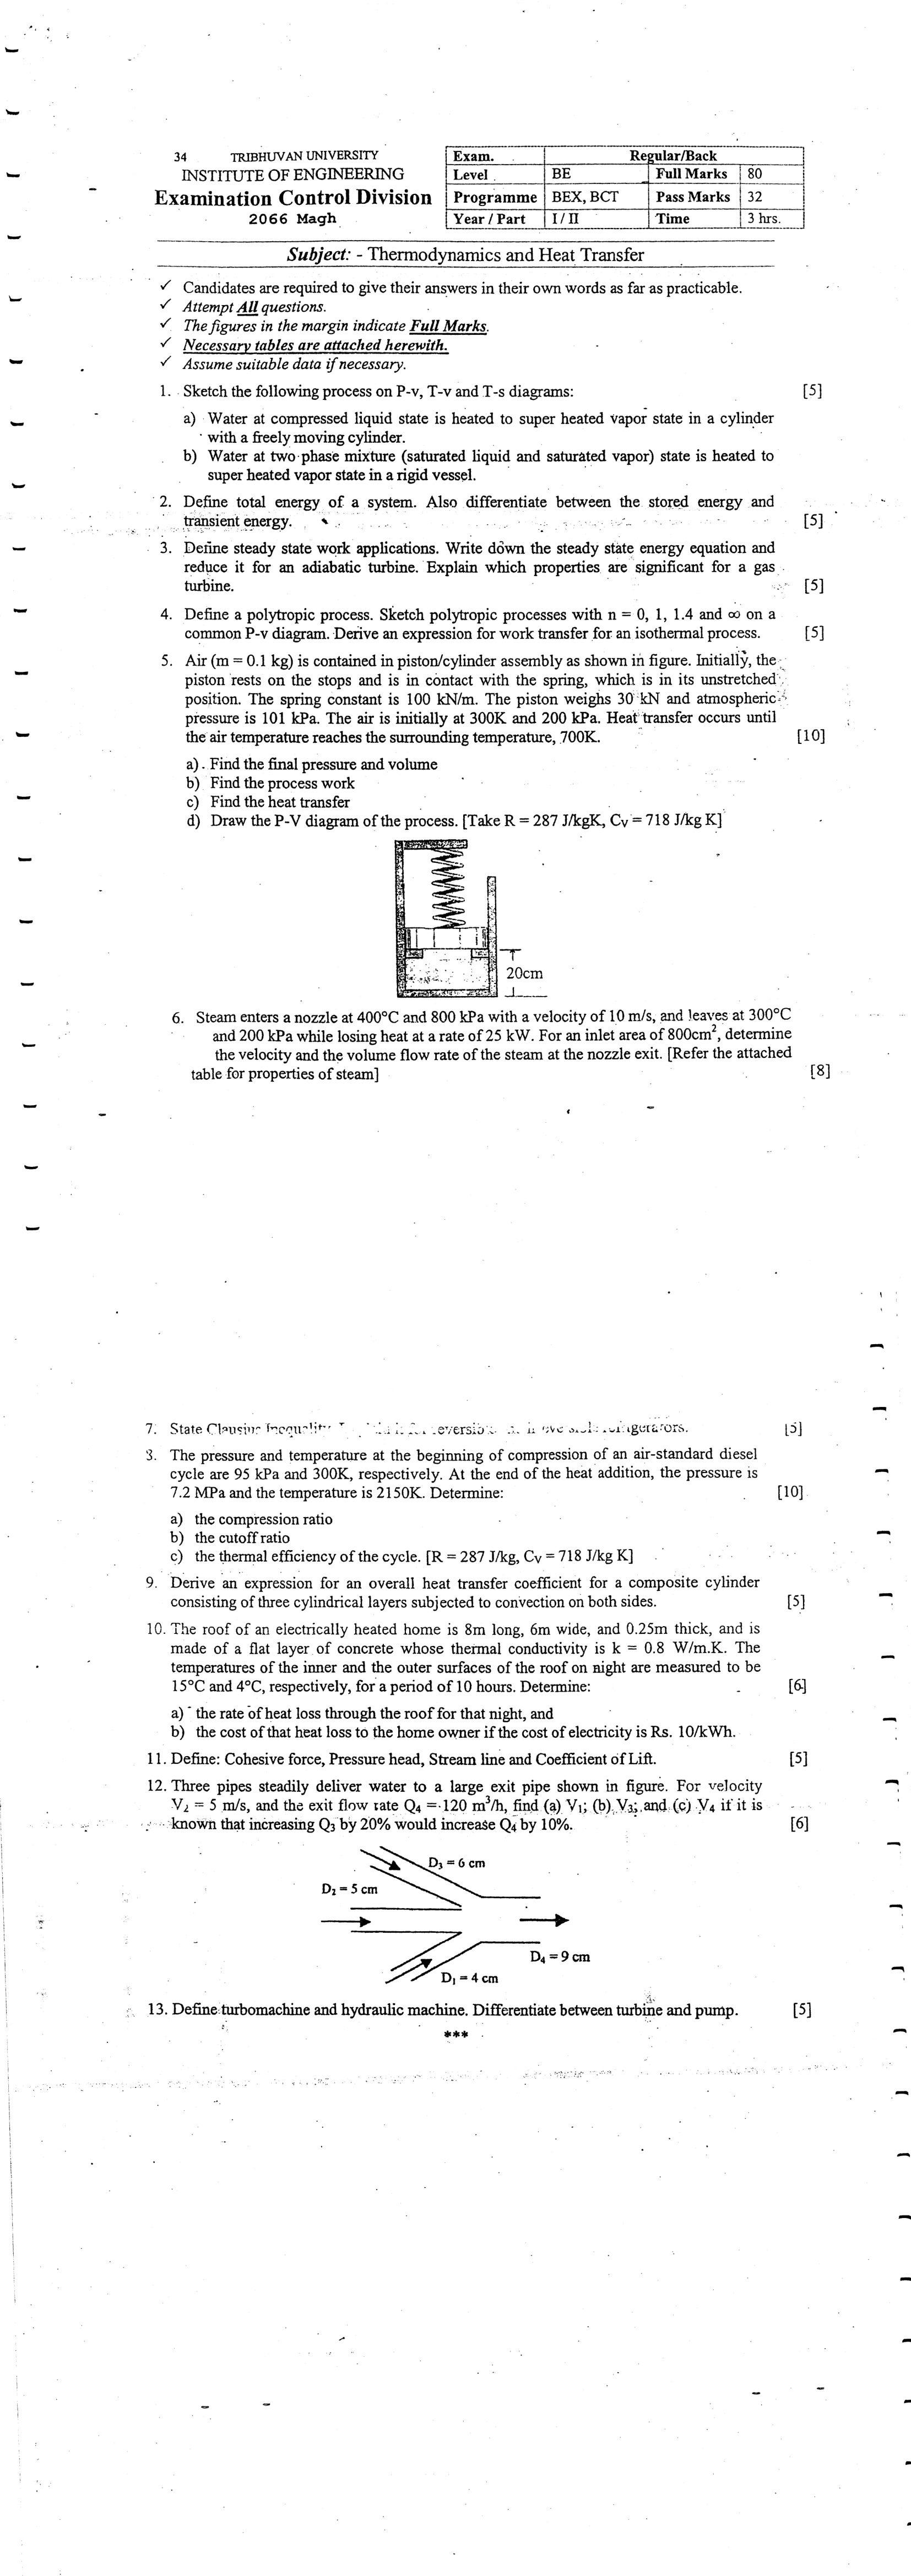 34 TRIBHUVAN UNIVERSITY
INSTITUTE OF ENGINEERING
Examination Control Division
2066 Magh
Exam. Regular/Back
Level BE Full Marks 80
Programme BEX, BCT Pass Marks 32
Year / Part I / II Time 3 hrs.
Subject: - Thermodynamics and Heat Transfer
✓ Candidates are required to give their answers in their own words as far as practicable.
✓ Attempt All questions.
✓ The figures in the margin indicate Full Marks.
✓ Necessary tables are attached herewith.
✓ Assume suitable data if necessary.
1. Sketch the following process on P-v, T-v and T-s diagrams: [5]
a) Water at compressed liquid state is heated to super heated vapor state in a cylinder
with a freely moving cylinder.
b) Water at two phase mixture (saturated liquid and saturated vapor) state is heated to
super heated vapor state in a rigid vessel.
2. Define total energy of a system. Also differentiate between the stored energy and
transient energy. [5]
3. Define steady state work applications. Write down the steady state energy equation and
reduce it for an adiabatic turbine. Explain which properties are significant for a gas
turbine. [5]
4. Define a polytropic process. Sketch polytropic processes with n = 0, 1, 1.4 and ∞ on a
common P-v diagram. Derive an expression for work transfer for an isothermal process. [5]
5. Air (m = 0.1 kg) is contained in piston/cylinder assembly as shown in figure. Initially, the
piston rests on the stops and is in contact with the spring, which is in its unstretched
position. The spring constant is 100 kN/m. The piston weighs 30 kN and atmospheric
pressure is 101 kPa. The air is initially at 300K and 200 kPa. Heat transfer occurs until
the air temperature reaches the surrounding temperature, 700K. [10]
a) . Find the final pressure and volume
b) Find the process work
c) Find the heat transfer
d) Draw the P-V diagram of the process. [Take R = 287 J/kgK, CV = 718 J/kg K]
20cm
6. Steam enters a nozzle at 400°C and 800 kPa with a velocity of 10 m/s, and leaves at 300°C
and 200 kPa while losing heat at a rate of 25 kW. For an inlet area of 800cm², determine
the velocity and the volume flow rate of the steam at the nozzle exit. [Refer the attached
table for properties of steam] [8]
7. State Clausius Inequality. [5]
8. The pressure and temperature at the beginning of compression of an air-standard diesel
cycle are 95 kPa and 300K, respectively. At the end of the heat addition, the pressure is
7.2 MPa and the temperature is 2150K. Determine: [10]
a) the compression ratio
b) the cutoff ratio
c) the thermal efficiency of the cycle. [R = 287 J/kg, CV = 718 J/kg K]
9. Derive an expression for an overall heat transfer coefficient for a composite cylinder
consisting of three cylindrical layers subjected to convection on both sides. [5]
10. The roof of an electrically heated home is 8m long, 6m wide, and 0.25m thick, and is
made of a flat layer of concrete whose thermal conductivity is k = 0.8 W/m.K. The
temperatures of the inner and the outer surfaces of the roof on night are measured to be
15°C and 4°C, respectively, for a period of 10 hours. Determine: [6]
a) the rate of heat loss through the roof for that night, and
b) the cost of that heat loss to the home owner if the cost of electricity is Rs. 10/kWh.
11. Define: Cohesive force, Pressure head, Stream line and Coefficient of Lift. [5]
12. Three pipes steadily deliver water to a large exit pipe shown in figure. For velocity
V₂ = 5 m/s, and the exit flow rate Q4 = 120 m³/h, find (a) V₁; (b) V₃; and (c) V₄ if it is
known that increasing Q₃ by 20% would increase Q₄ by 10%. [6]
D₃ = 6 cm
D₂ = 5 cm
D₄ = 9 cm
D₁ = 4 cm
13. Define turbomachine and hydraulic machine. Differentiate between turbine and pump. [5]
***